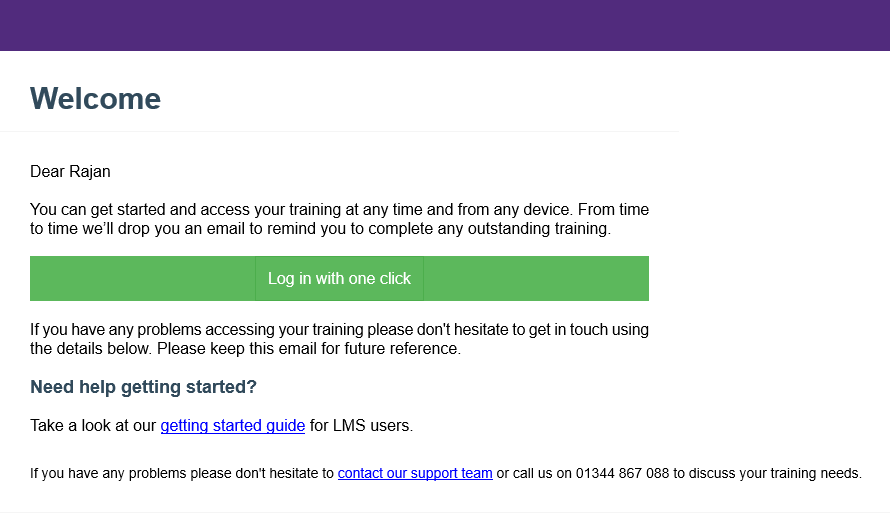 Welcome
Dear Rajan
You can get started and access your training at any time and from any device. From time
to time we’ll drop you an email to remind you to complete any outstanding training.
Log in with one click
If you have any problems accessing your training please don't hesitate to get in touch using
the details below. Please keep this email for future reference.
Need help getting started?
Take a look at our getting started guide for LMS users.
If you have any problems please don't hesitate to contact our support team or call us on 01344 867 088 to discuss your training needs.